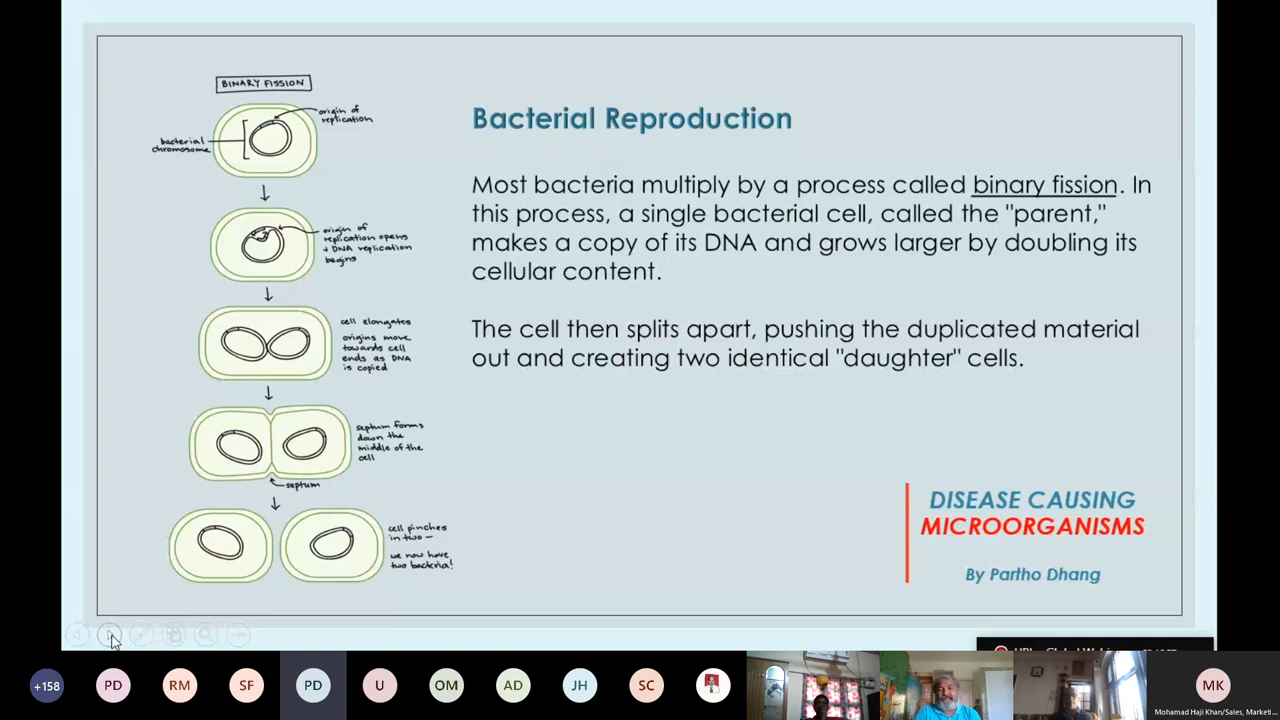 BINARY FISSION
origin of
replication
bacterial
chromosome
origin of
replication opens
+ DNA replication
begins
cell elongates
origins move
towards cell
ends as DNA
is copied
septum forms
down the
middle of the
cell
septum
cell pinches
in two —
we now have
two bacteria!
Bacterial Reproduction
Most bacteria multiply by a process called binary fission. In
this process, a single bacterial cell, called the "parent,"
makes a copy of its DNA and grows larger by doubling its
cellular content.
The cell then splits apart, pushing the duplicated material
out and creating two identical "daughter" cells.
DISEASE CAUSING
MICROORGANISMS
By Partho Dhang
+158
PD
RM
SF
PD
U
OM
AD
JH
SC
MK
Mohamad Haji Khan/Sales, Marketi...